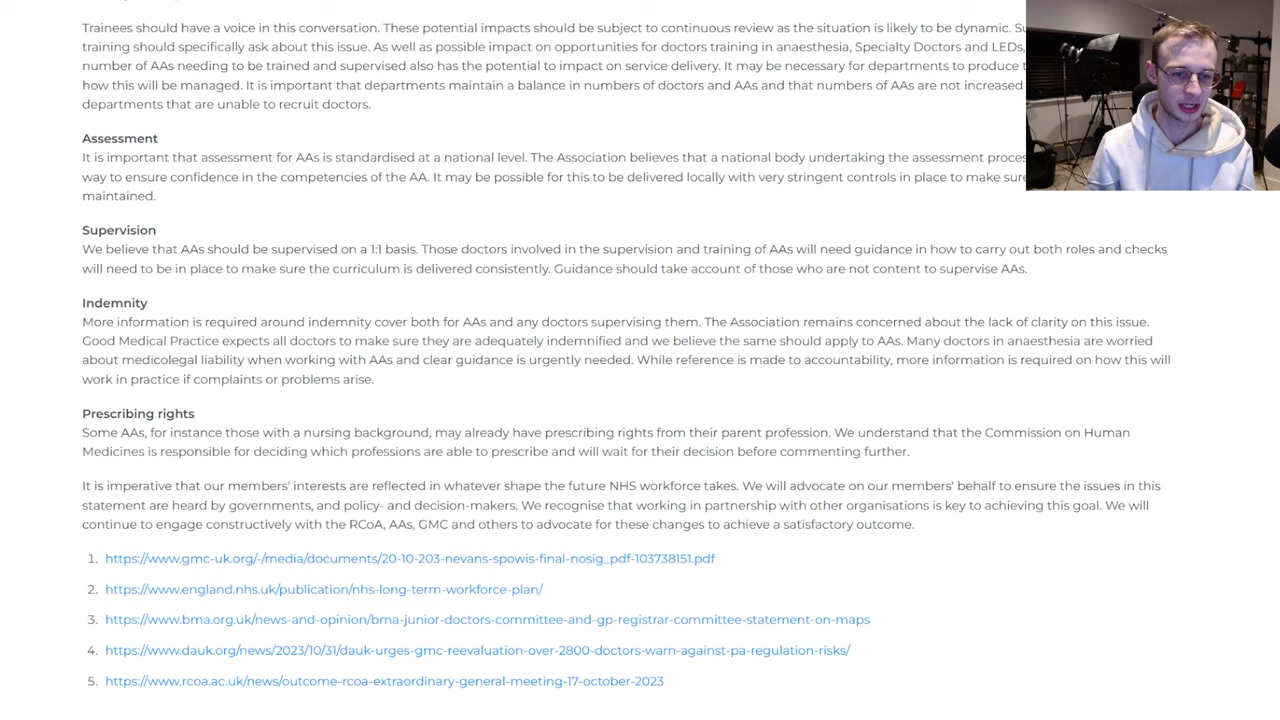 Trainees should have a voice in this conversation. These potential impacts should be subject to continuous review as the situation is likely to be dynamic.
training should specifically ask about this issue. As well as possible impact on opportunities for doctors training in anaesthesia, Specialty Doctors and LEDs,
number of AAs needing to be trained and supervised also has the potential to impact on service delivery. It may be necessary for departments to produce
how this will be managed. It is important that departments maintain a balance in numbers of doctors and AAs and that numbers of AAs are not increased
departments that are unable to recruit doctors.
Assessment
It is important that assessment for AAs is standardised at a national level. The Association believes that a national body undertaking the assessment
way to ensure confidence in the competencies of the AA. It may be possible for this to be delivered locally with very stringent controls in place to make sure
maintained.
Supervision
We believe that AAs should be supervised on a 1:1 basis. Those doctors involved in the supervision and training of AAs will need guidance in how to carry out both roles and checks
will need to be in place to make sure the curriculum is delivered consistently. Guidance should take account of those who are not content to supervise AAs.
Indemnity
More information is required around indemnity cover both for AAs and any doctors supervising them. The Association remains concerned about the lack of clarity on this issue.
Good Medical Practice expects all doctors to make sure they are adequately indemnified and we believe the same should apply to AAs. Many doctors in anaesthesia are worried
about medicolegal liability when working with AAs and clear guidance is urgently needed. While reference is made to accountability, more information is required on how this will
work in practice if complaints or problems arise.
Prescribing rights
Some AAs, for instance those with a nursing background, may already have prescribing rights from their parent profession. We understand that the Commission on Human
Medicines is responsible for deciding which professions are able to prescribe and will wait for their decision before commenting further.
It is imperative that our members' interests are reflected in whatever shape the future NHS workforce takes. We will advocate on our members' behalf to ensure the issues in this
statement are heard by governments, and policy- and decision-makers. We recognise that working in partnership with other organisations is key to achieving this goal. We will
continue to engage constructively with the RCoA, AAs, GMC and others to advocate for these changes to achieve a satisfactory outcome.
1. https://www.gmc-uk.org/-/media/documents/20-10-203-nevans-spowis-final-nosig_pdf-103738151.pdf
2. https://www.england.nhs.uk/publication/nhs-long-term-workforce-plan/
3. https://www.bma.org.uk/news-and-opinion/bma-junior-doctors-committee-and-gp-registrar-committee-statement-on-maps
4. https://www.dauk.org/news/2023/10/31/dauk-urges-gmc-reevaluation-over-2800-doctors-warn-against-pa-regulation-risks/
5. https://www.rcoa.ac.uk/news/outcome-rcoa-extraordinary-general-meeting-17-october-2023